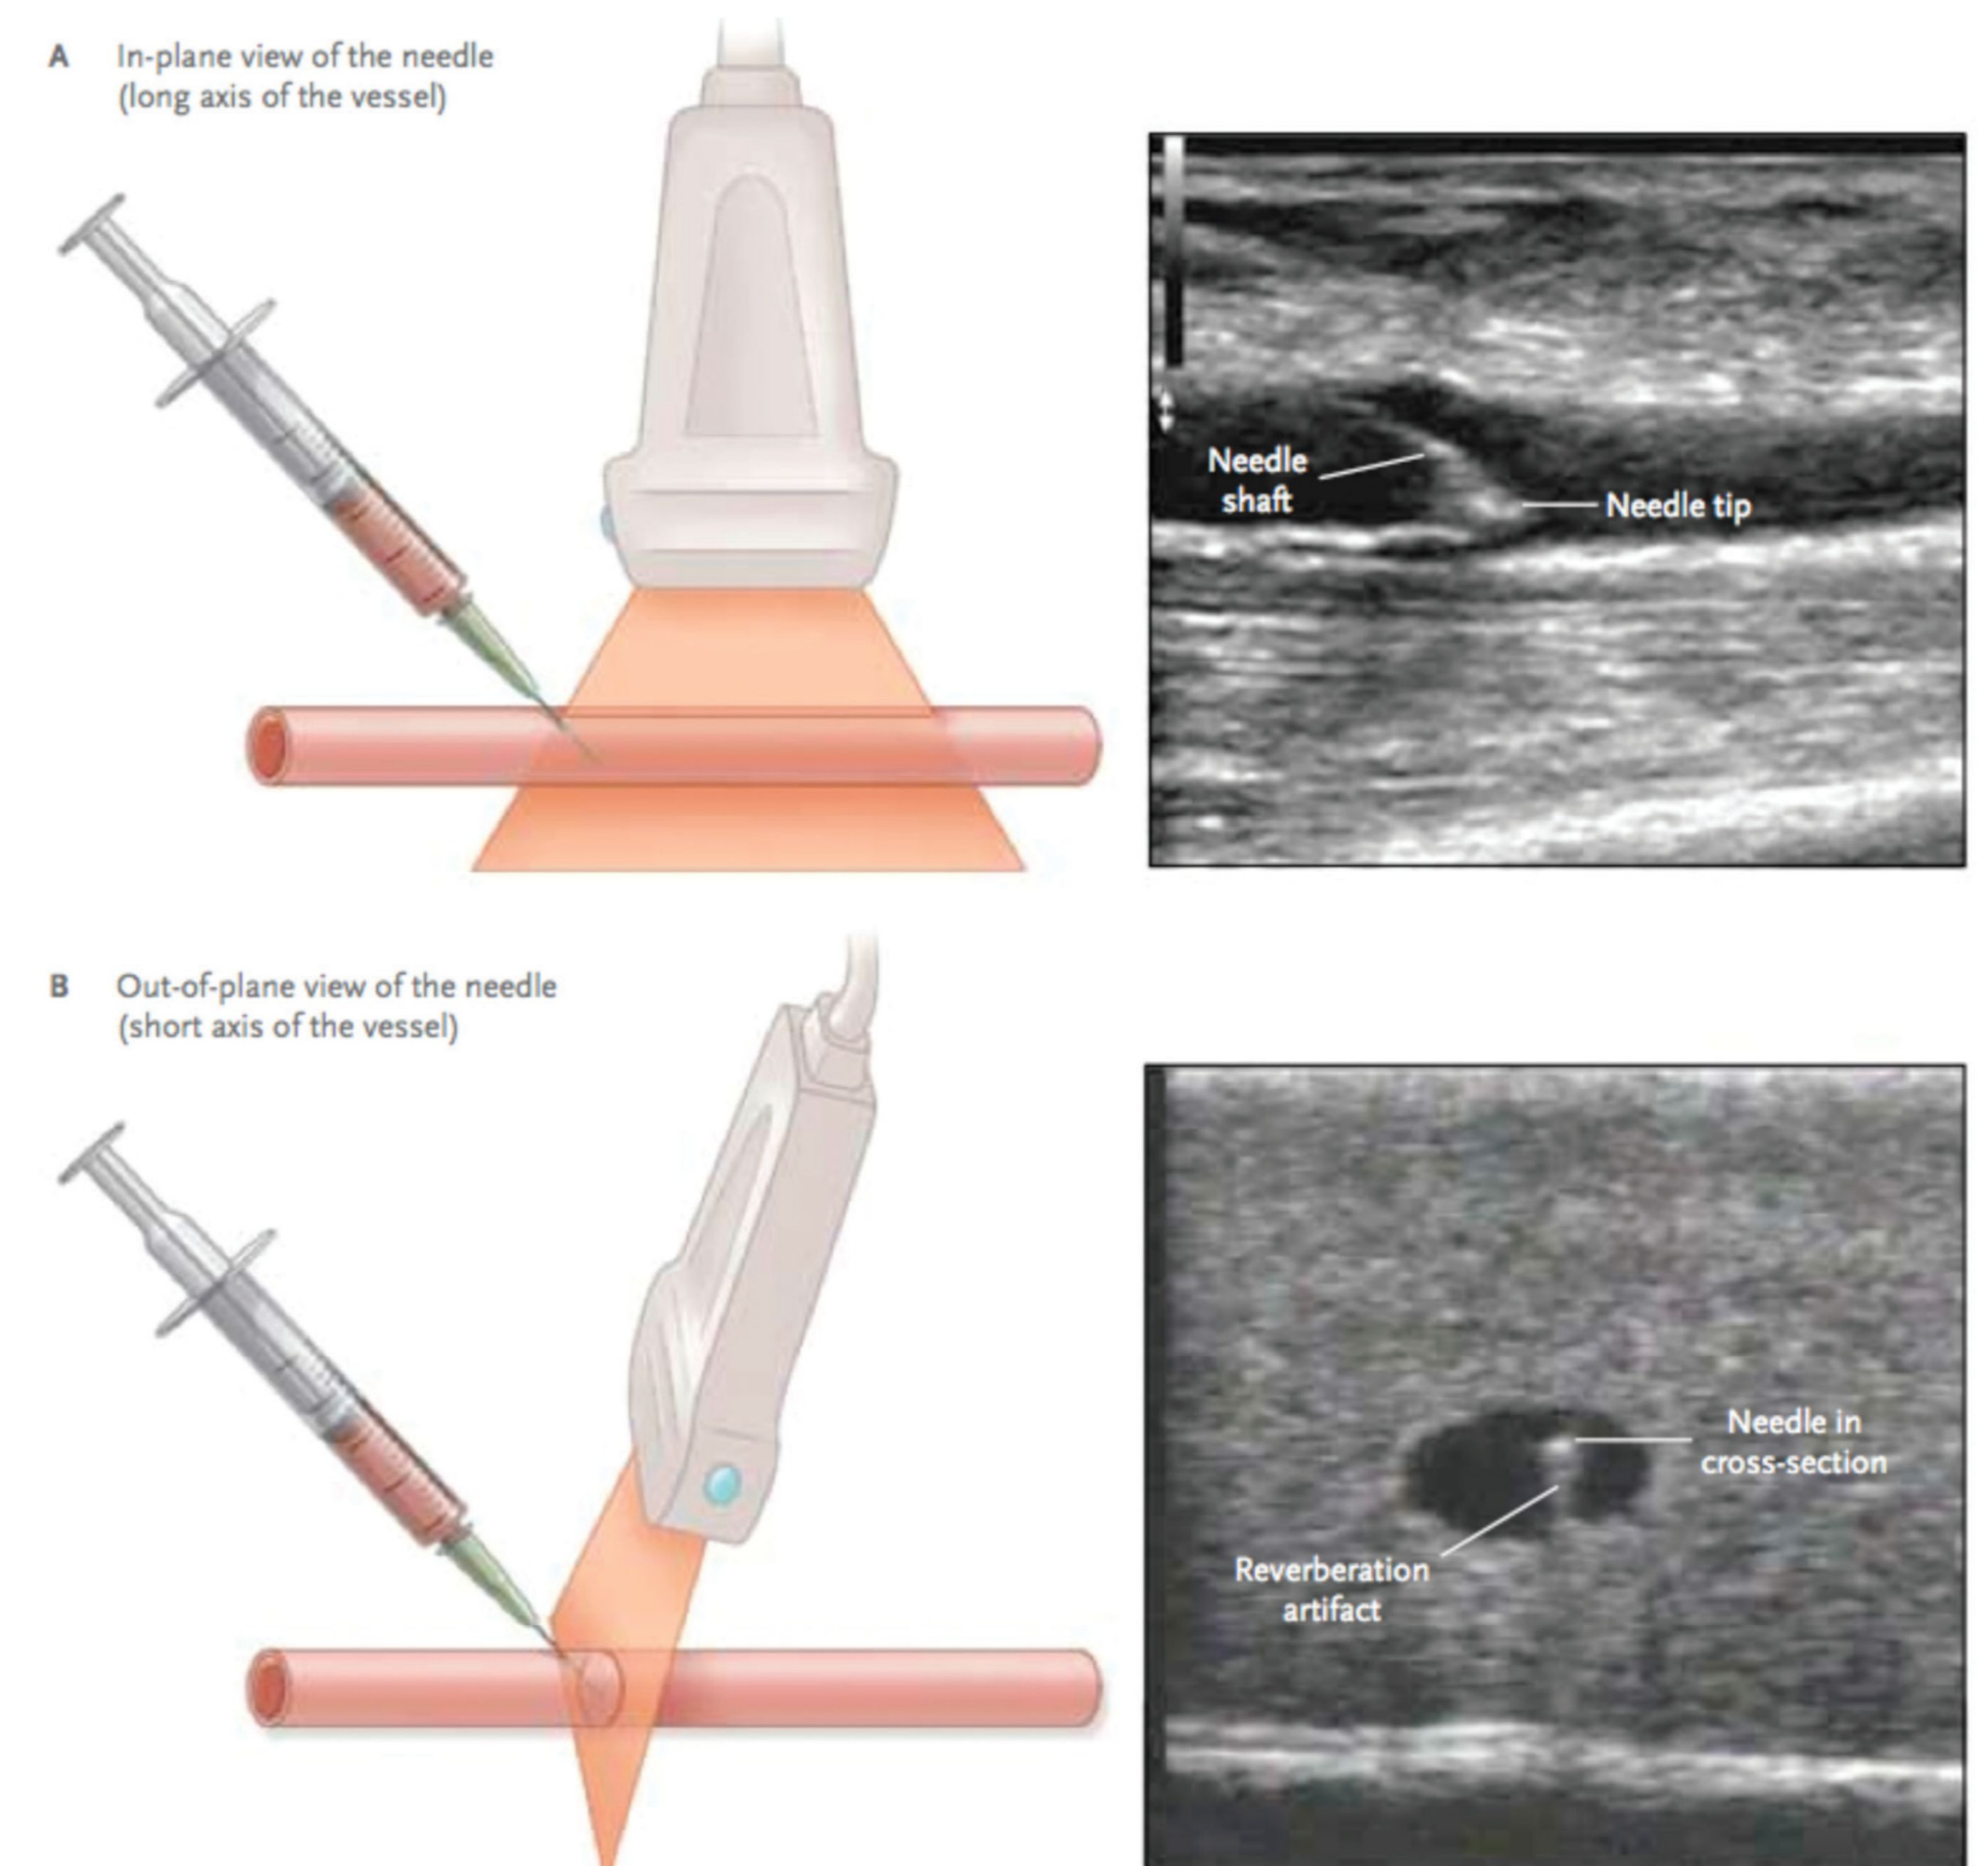 A In-plane view of the needle
(long axis of the vessel)
Needle
shaft
Needle tip
B Out-of-plane view of the needle
(short axis of the vessel)
Needle in
cross-section
Reverberation
artifact